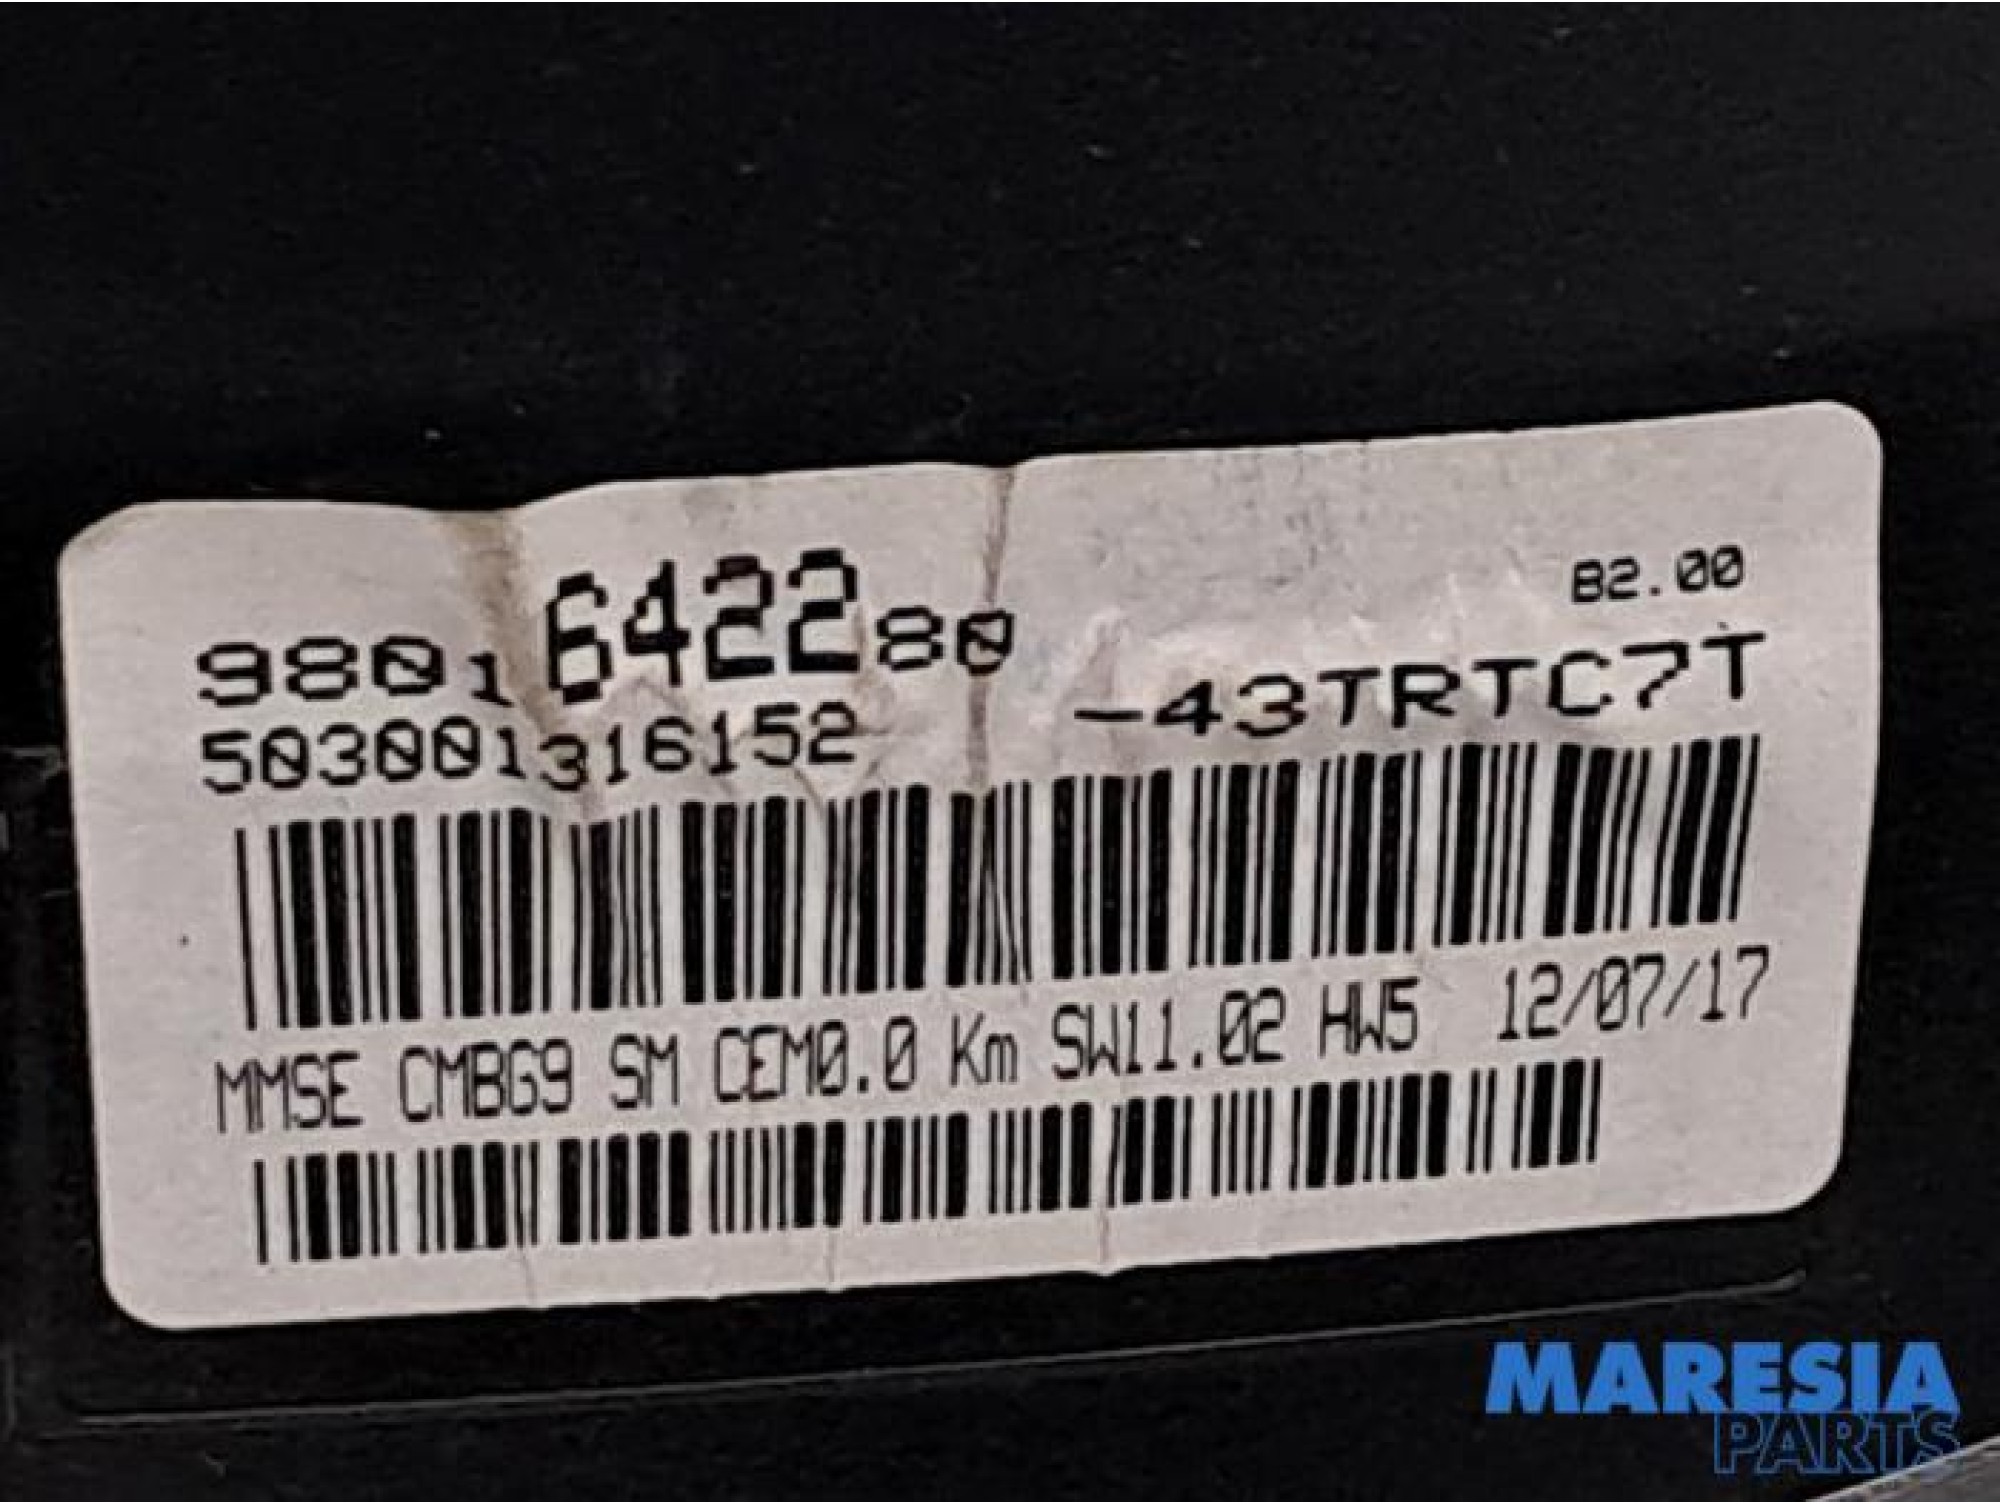 B2.00
9801642280 -43TRTC7T
503001316152
MMSE CMBG9 SM CEM0.0 Km SW11.02 HW5 12/07/17
MARESIA
PARTS